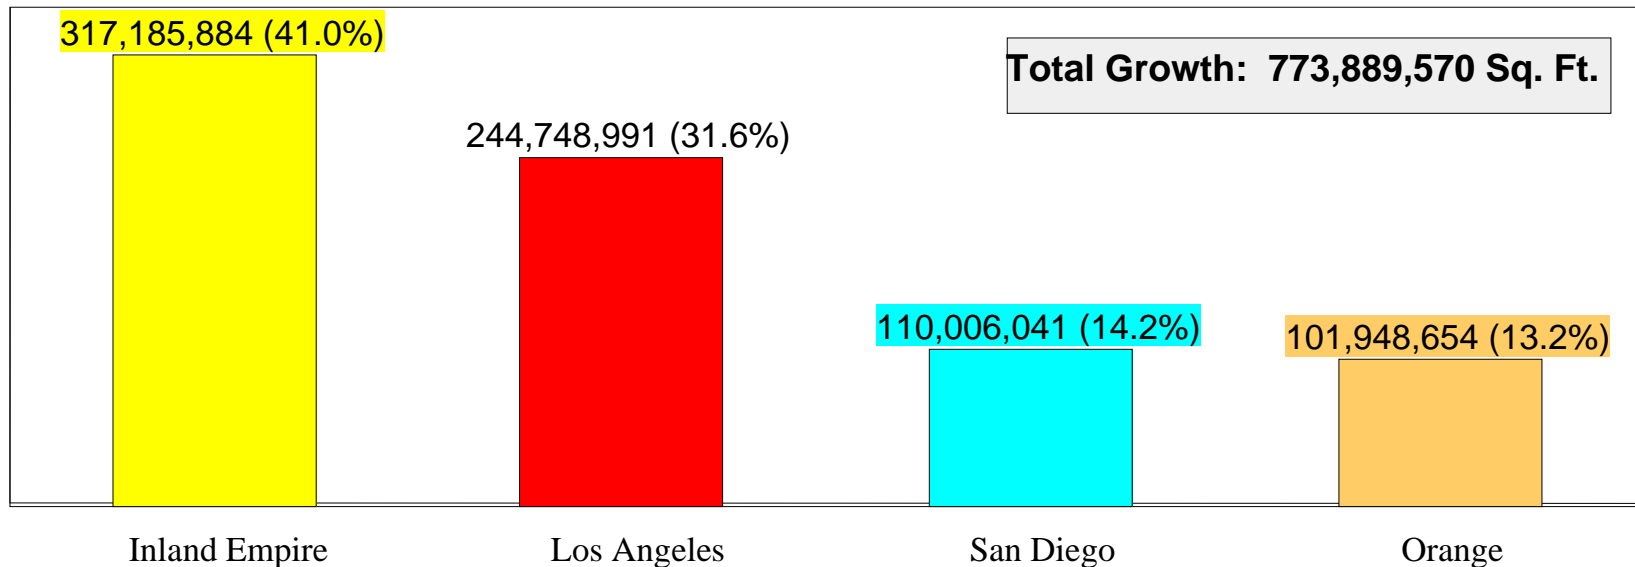 317,185,884 (41.0%)
Total Growth:  773,889,570 Sq. Ft.
244,748,991 (31.6%)
110,006,041 (14.2%)
101,948,654 (13.2%)
Inland Empire
Los Angeles
San Diego
Orange